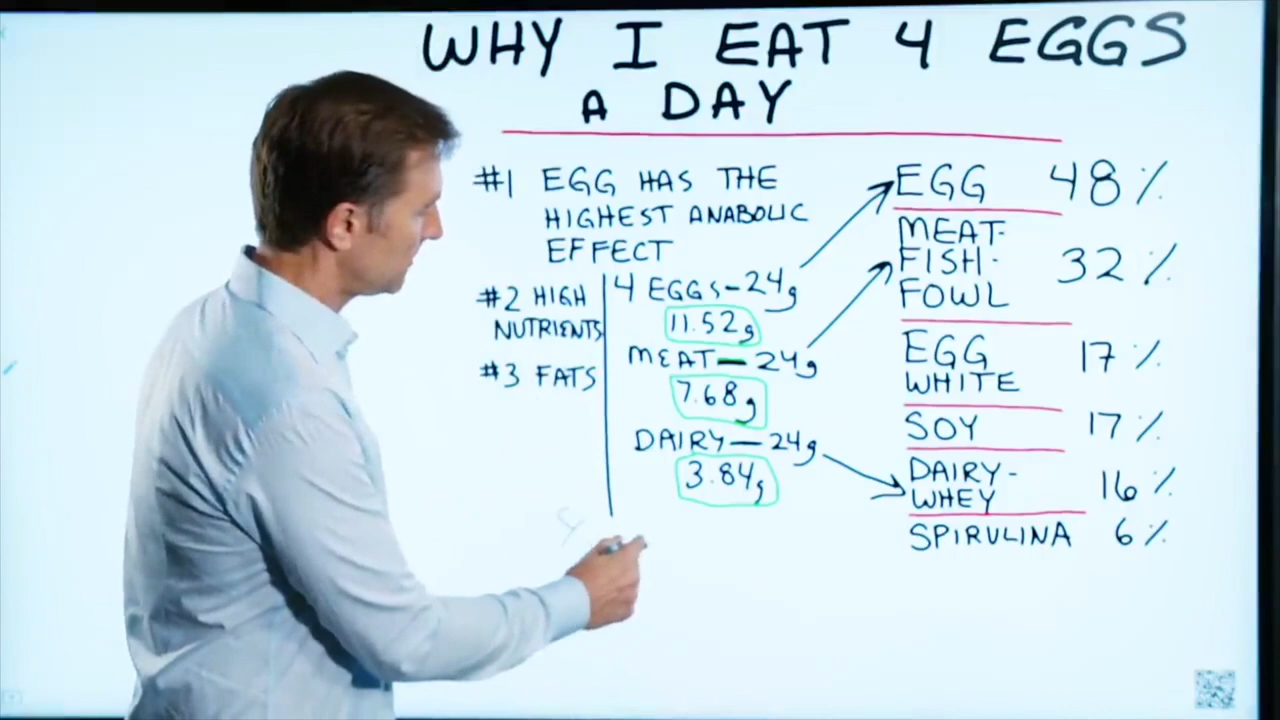 WHY I EAT 4 EGGS
A DAY
#1 EGG HAS THE
HIGHEST ANABOLIC
EFFECT
#2 HIGH
NUTRIENTS
#3 FATS
4 EGGS-24g
11.52g
MEAT-24g
7.68g
DAIRY-24g
3.84g
EGG 48%
MEAT-
FISH- 32%
FOWL
EGG 17%
WHITE
SOY 17%
DAIRY- 16%
WHEY
SPIRULINA 6%